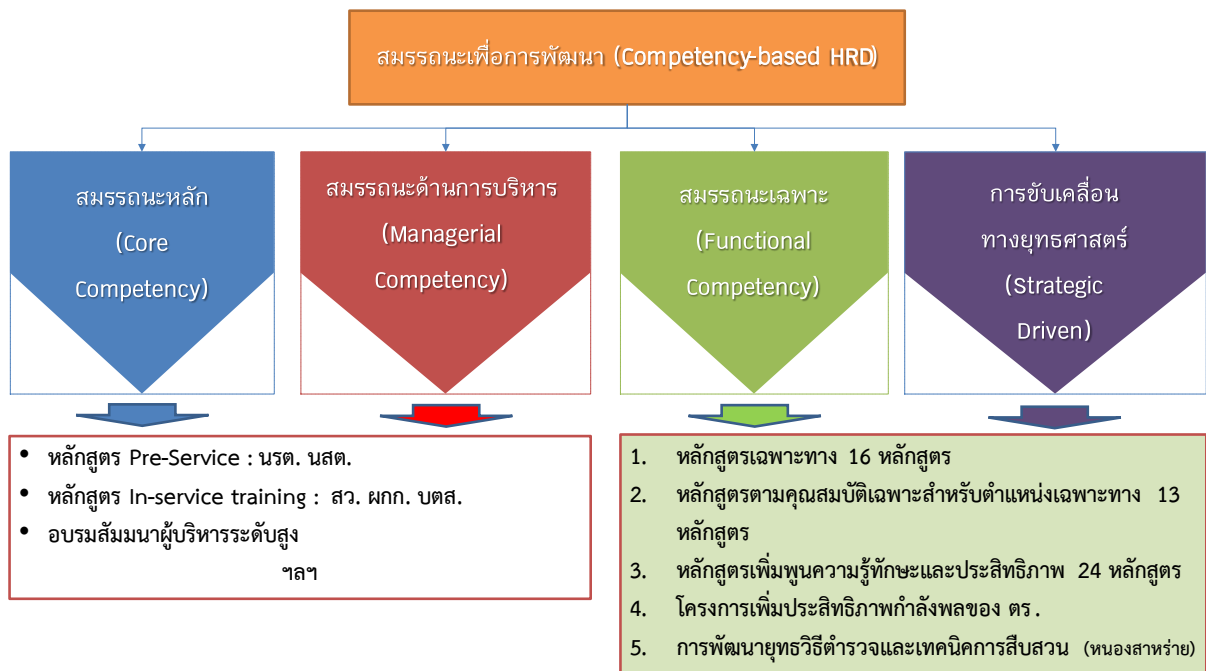 สมรรถนะเพื่อการพัฒนา (Competency-based HRD)
สมรรถนะหลัก
(Core
Competency)
สมรรถนะด้านการบริหาร
(Managerial
Competency)
สมรรถนะเฉพาะ
(Functional
Competency)
การขับเคลื่อน
ทางยุทธศาสตร์
(Strategic
Driven)
• หลักสูตร Pre-Service : นรต. นสต.
• หลักสูตร In-service training : สว. ผกก. บตส.
• อบรมสัมมนาผู้บริหารระดับสูง
ฯลฯ
1. หลักสูตรเฉพาะทาง 16 หลักสูตร
2. หลักสูตรตามคุณสมบัติเฉพาะสำหรับตำแหน่งเฉพาะทาง 13
หลักสูตร
3. หลักสูตรเพิ่มพูนความรู้ทักษะและประสิทธิภาพ 24 หลักสูตร
4. โครงการเพิ่มประสิทธิภาพกำลังพลของ ตร.
5. การพัฒนายุทธวิธีตำรวจและเทคนิคการสืบสวน (หนองสาหร่าย)